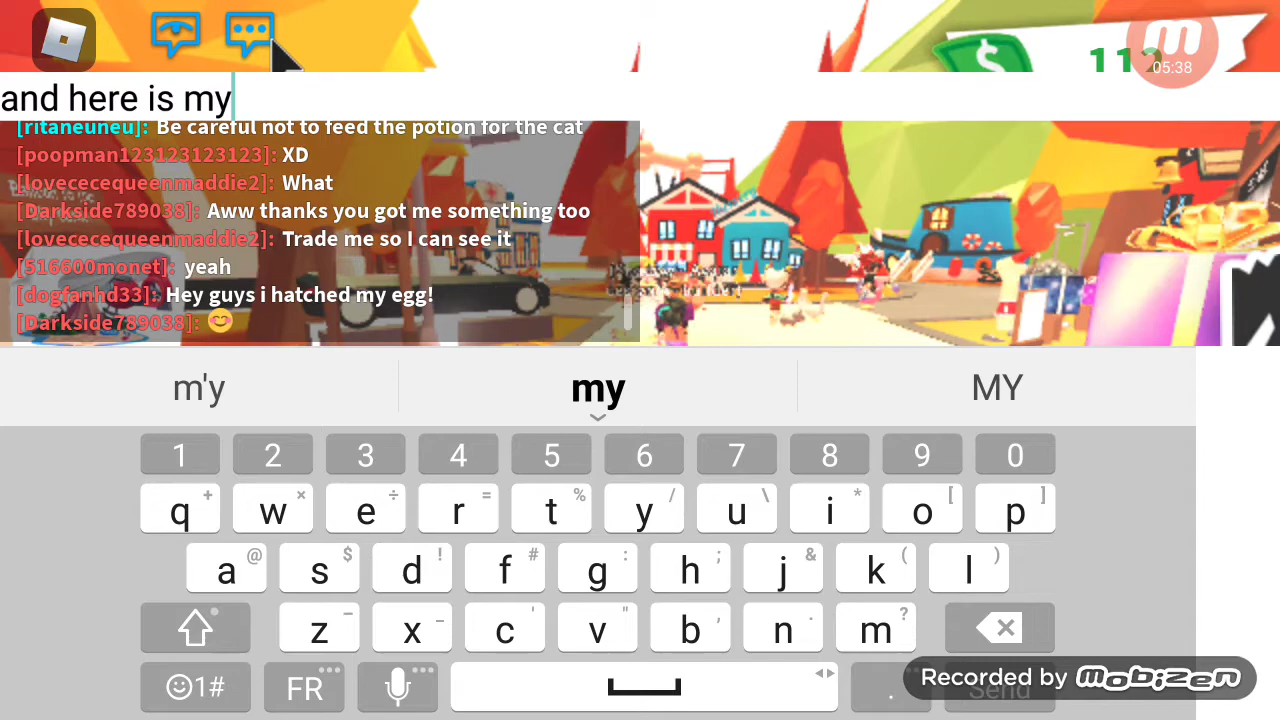 112
05:38
and here is my
[ritaneuneu]: Be careful not to feed the potion for the cat
[poopman123123123123]: XD
[lovececequeenmaddie2]: What
[Darkside789038]: Aww thanks you got me something too
[lovececequeenmaddie2]: Trade me so I can see it
[516600monet]: yeah
[dogfanhd33]: Hey guys i hatched my egg!
[Darkside789038]: 😊
m'y my MY
1 2 3 4 5 6 7 8 9 0
q + w × e ÷ r = t % y / u \ i * o [ p ]
a @ s $ d ! f # g : h ; j & k ( l )
z - x _ c ' v " b , n . m ?
☺1# FR . Send
Recorded by mobizen